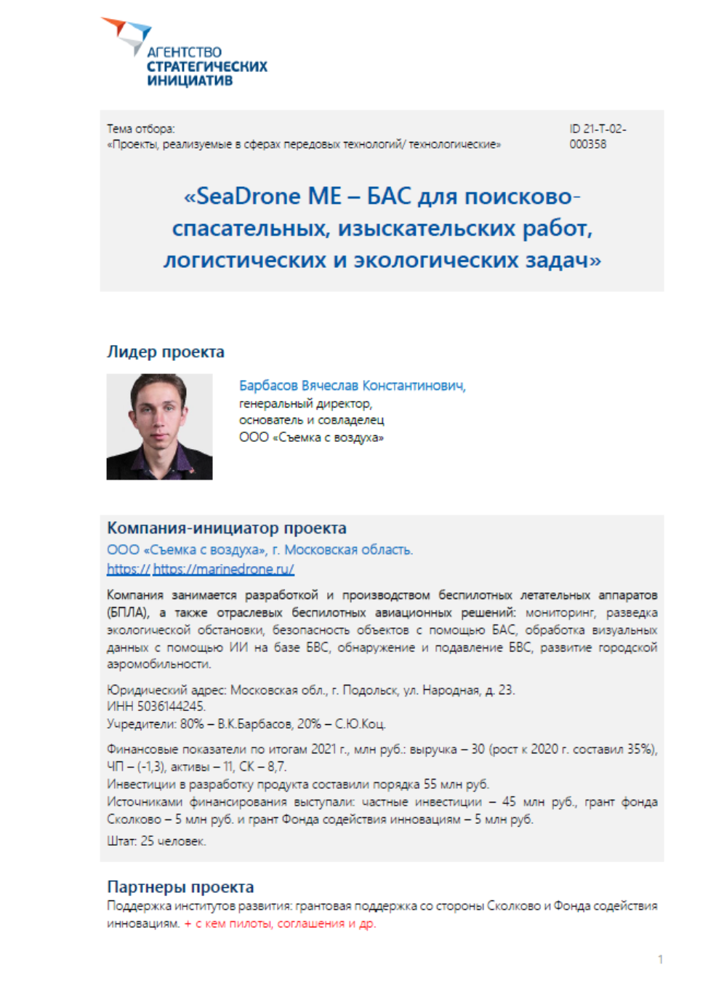 АГЕНТСТВО
СТРАТЕГИЧЕСКИХ
ИНИЦИАТИВ
Тема отбора:
«Проекты, реализуемые в сферах передовых технологий/ технологические»
ID 21-T-02-
000358
«SeaDrone ME – БАС для поисково-
спасательных, изыскательских работ,
логистических и экологических задач»
Лидер проекта
Барбасов Вячеслав Константинович,
генеральный директор,
основатель и совладелец
ООО «Съемка с воздуха»
Компания-инициатор проекта
ООО «Съемка с воздуха», г. Московская область.
https:// https://marinedrone.ru/
Компания занимается разработкой и производством беспилотных летательных аппаратов
(БПЛА), а также отраслевых беспилотных авиационных решений: мониторинг, разведка
экологической обстановки, безопасность объектов с помощью БАС, обработка визуальных
данных с помощью ИИ на базе БВС, обнаружение и подавление БВС, развитие городской
аэромобильности.
Юридический адрес: Московская обл., г. Подольск, ул. Народная, д. 23.
ИНН 5036144245.
Учредители: 80% – В.К.Барбасов, 20% – С.Ю.Коц.
Финансовые показатели по итогам 2021 г., млн руб.: выручка – 30 (рост к 2020 г. составил 35%),
ЧП – (-1,3), активы – 11, СК – 8,7.
Инвестиции в разработку продукта составили порядка 55 млн руб.
Источниками финансирования выступали: частные инвестиции – 45 млн руб., грант фонда
Сколково – 5 млн руб. и грант Фонда содействия инновациям – 5 млн руб.
Штат: 25 человек.
Партнеры проекта
Поддержка институтов развития: грантовая поддержка со стороны Сколково и Фонда содействия
инновациям. + с кем пилоты, соглашения и др.
1